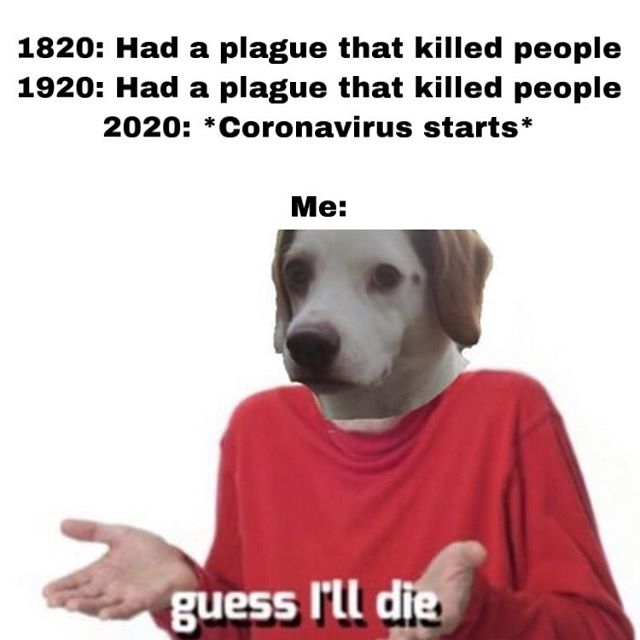 1820: Had a plague that killed people
1920: Had a plague that killed people
2020: *Coronavirus starts*
Me:
guess I'll die